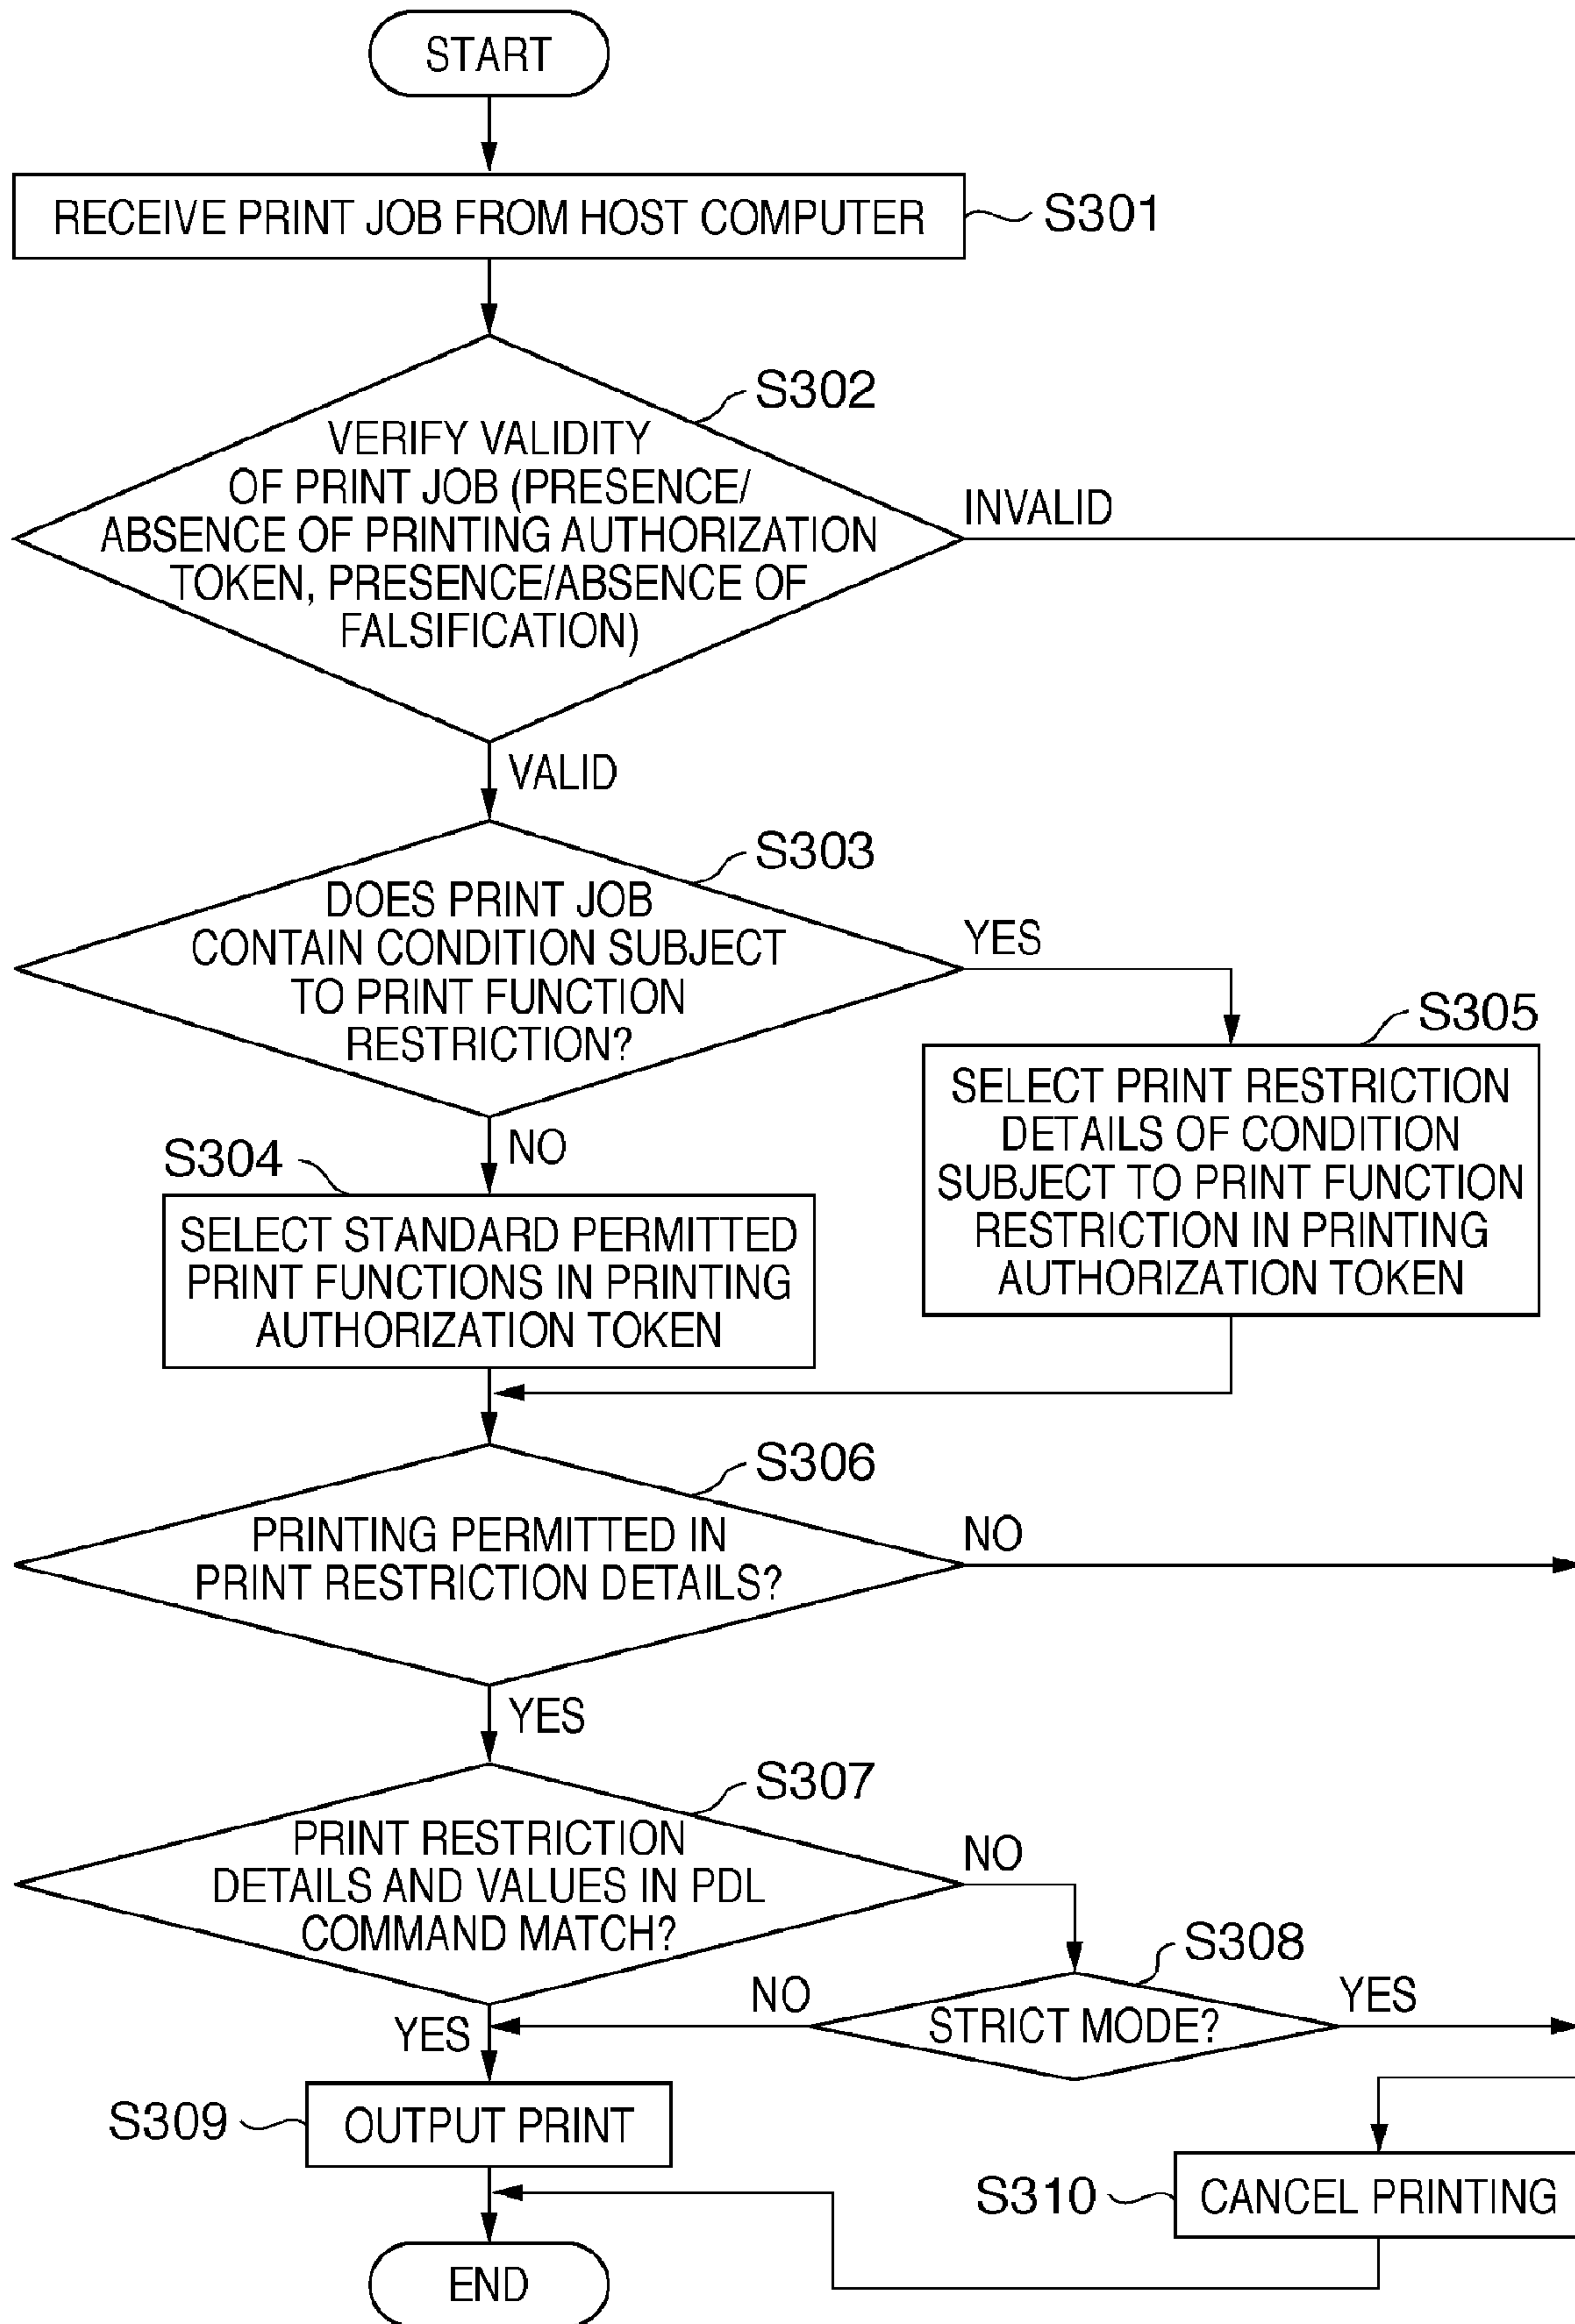 START
RECEIVE PRINT JOB FROM HOST COMPUTER
S301
S302
VERIFY VALIDITY
OF PRINT JOB (PRESENCE/
ABSENCE OF PRINTING AUTHORIZATION
TOKEN, PRESENCE/ABSENCE OF
FALSIFICATION)
INVALID
VALID
S303
DOES PRINT JOB
CONTAIN CONDITION SUBJECT
TO PRINT FUNCTION
RESTRICTION?
YES
NO
S305
SELECT PRINT RESTRICTION
DETAILS OF CONDITION
SUBJECT TO PRINT FUNCTION
RESTRICTION IN PRINTING
AUTHORIZATION TOKEN
S304
SELECT STANDARD PERMITTED
PRINT FUNCTIONS IN PRINTING
AUTHORIZATION TOKEN
S306
PRINTING PERMITTED IN
PRINT RESTRICTION DETAILS?
NO
YES
S307
PRINT RESTRICTION
DETAILS AND VALUES IN PDL
COMMAND MATCH?
NO
S308
STRICT MODE?
NO
YES
YES
S309
OUTPUT PRINT
S310
CANCEL PRINTING
END